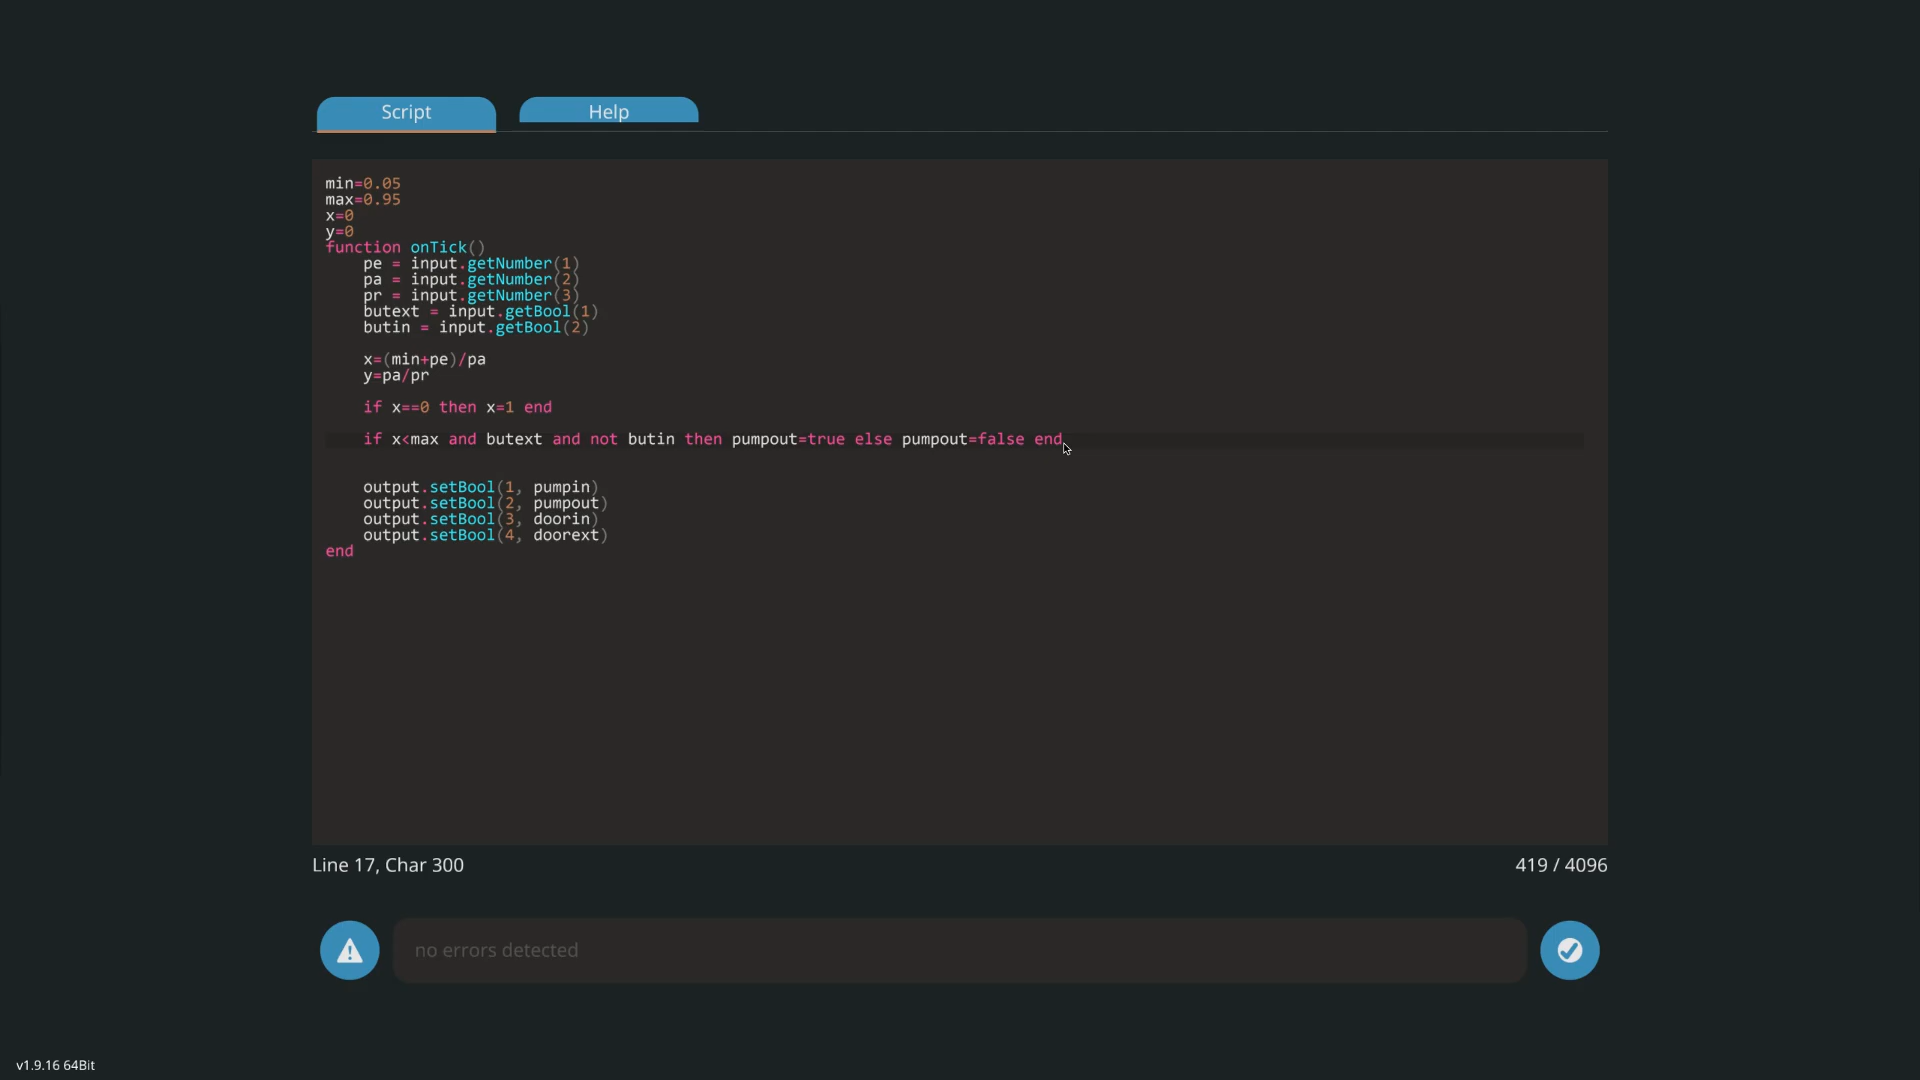 Script
Help
min=0.05
max=0.95
x=0
y=0
function onTick()
    pe = input.getNumber(1)
    pa = input.getNumber(2)
    pr = input.getNumber(3)
    butext = input.getBool(1)
    butin = input.getBool(2)
    x=(min+pe)/pa
    y=pa/pr
    if x==0 then x=1 end
    if x<max and butext and not butin then pumpout=true else pumpout=false end
    output.setBool(1, pumpin)
    output.setBool(2, pumpout)
    output.setBool(3, doorin)
    output.setBool(4, doorext)
end
Line 17, Char 300
419 / 4096
no errors detected
v1.9.16 64Bit